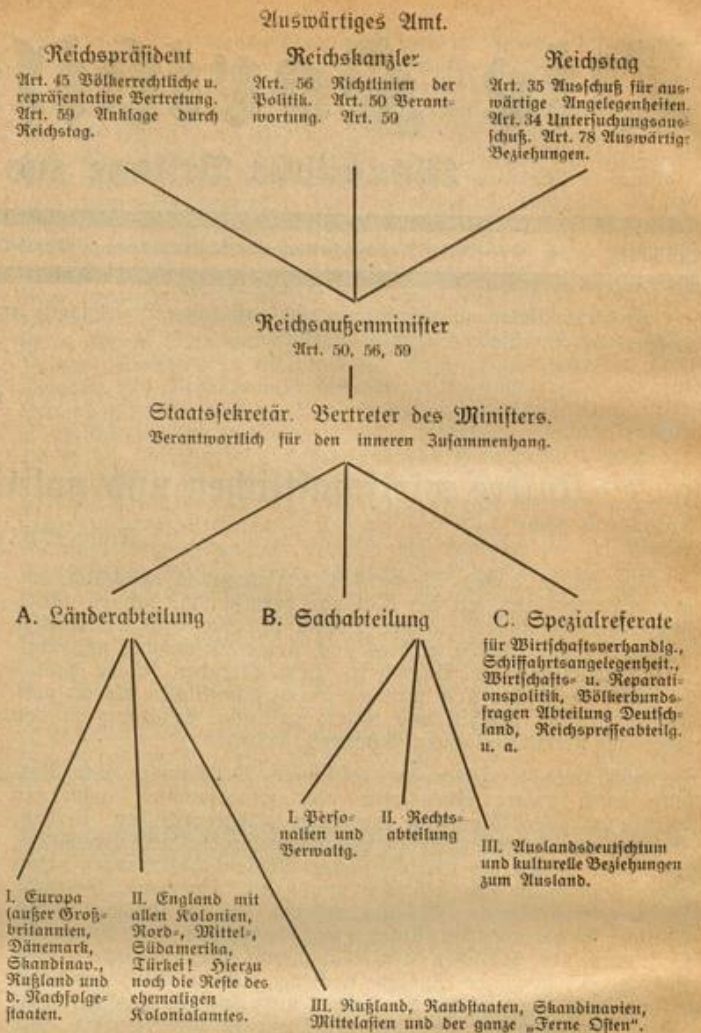 Auswärtiges Amt.
Reichspräsident
Art. 45 Völkerrechtliche u.
repräsentative Vertretung.
Art. 59 Anklage durch
Reichstag.
Reichskanzler
Art. 56 Richtlinien der
Politik. Art. 50 Verant-
wortung. Art. 59
Reichstag
Art. 35 Ausschuß für aus-
wärtige Angelegenheiten.
Art. 34 Untersuchungsaus-
schuß. Art. 78 Auswärtige
Beziehungen.
Reichsaußenminister
Art. 50, 56, 59
Staatssekretär. Vertreter des Ministers.
Verantwortlich für den inneren Zusammenhang.
A. Länderabteilung
B. Sachabteilung
C. Spezialreferate
für Wirtschaftsverhandlg.,
Schiffahrtsangelegenheit.,
Wirtschafts- u. Reparati-
onspolitik, Völkerbunds-
fragen Abteilung Deutsch-
land, Reichspresseabteilg.
u. a.
I. Perso-
nalien und
Verwaltg.
II. Rechts-
abteilung
III. Auslandsdeutschtum
und kulturelle Beziehungen
zum Ausland.
I. Europa
(außer Groß-
britannien,
Dänemark,
Skandinav.,
Rußland und
d. Nachfolge-
staaten.
II. England mit
allen Kolonien,
Nord-, Mittel-,
Südamerika,
Türkei! Hierzu
noch die Reste des
ehemaligen
Kolonialamtes.
III. Rußland, Randstaaten, Skandinavien,
Mittelasien und der ganze „Ferne Osten".